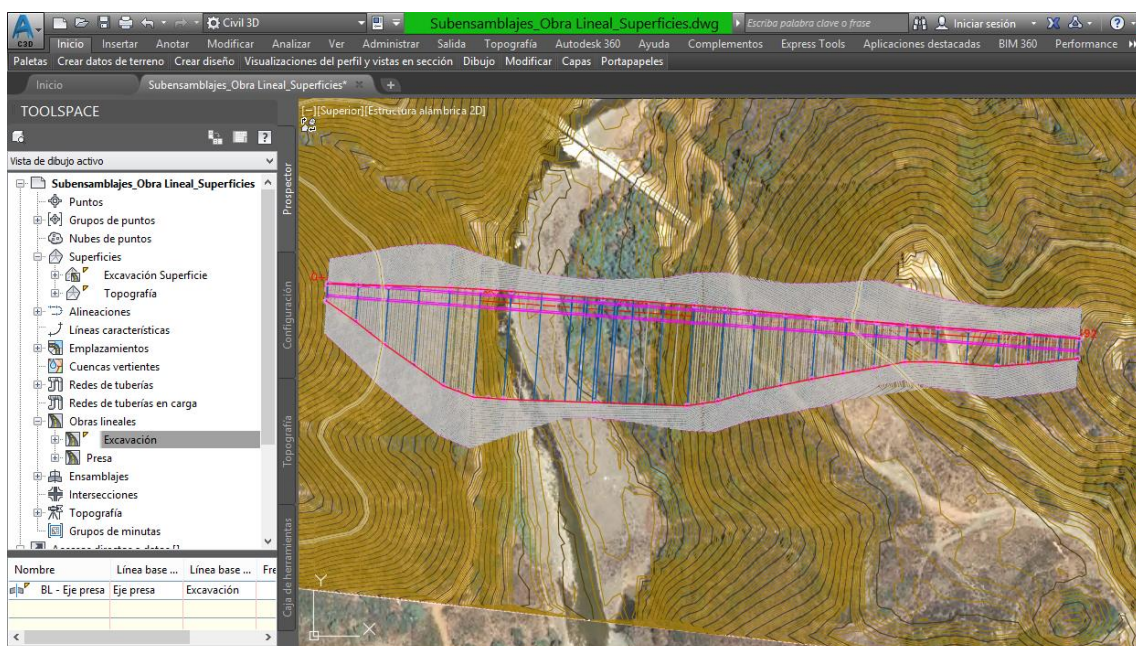 Civil 3D
Subensamblajes_Obra Lineal_Superficies.dwg
Escriba palabra clave o frase
Iniciar sesión
C3D
Inicio Insertar Anotar Modificar Analizar Ver Administrar Salida Topografía Autodesk 360 Ayuda Complementos Express Tools Aplicaciones destacadas BIM 360 Performance
Paletas Crear datos de terreno Crear diseño Visualizaciones del perfil y vistas en sección Dibujo Modificar Capas Portapapeles
Inicio Subensamblajes_Obra Lineal_Superficies*
TOOLSPACE
[−][Superior][Estructura alámbrica 2D]
Vista de dibujo activo
Subensamblajes_Obra Lineal_Superficies
Puntos
Grupos de puntos
Nubes de puntos
Superficies
Excavación Superficie
Topografía
Alineaciones
Líneas características
Emplazamientos
Cuencas vertientes
Redes de tuberías
Redes de tuberías en carga
Obras lineales
Excavación
Presa
Ensamblajes
Intersecciones
Topografía
Grupos de minutas
Prospector
Configuración
Topografía
Caja de herramientas
Nombre Línea base ... Línea base ... Fre
BL - Eje presa Eje presa Excavación
Y
X